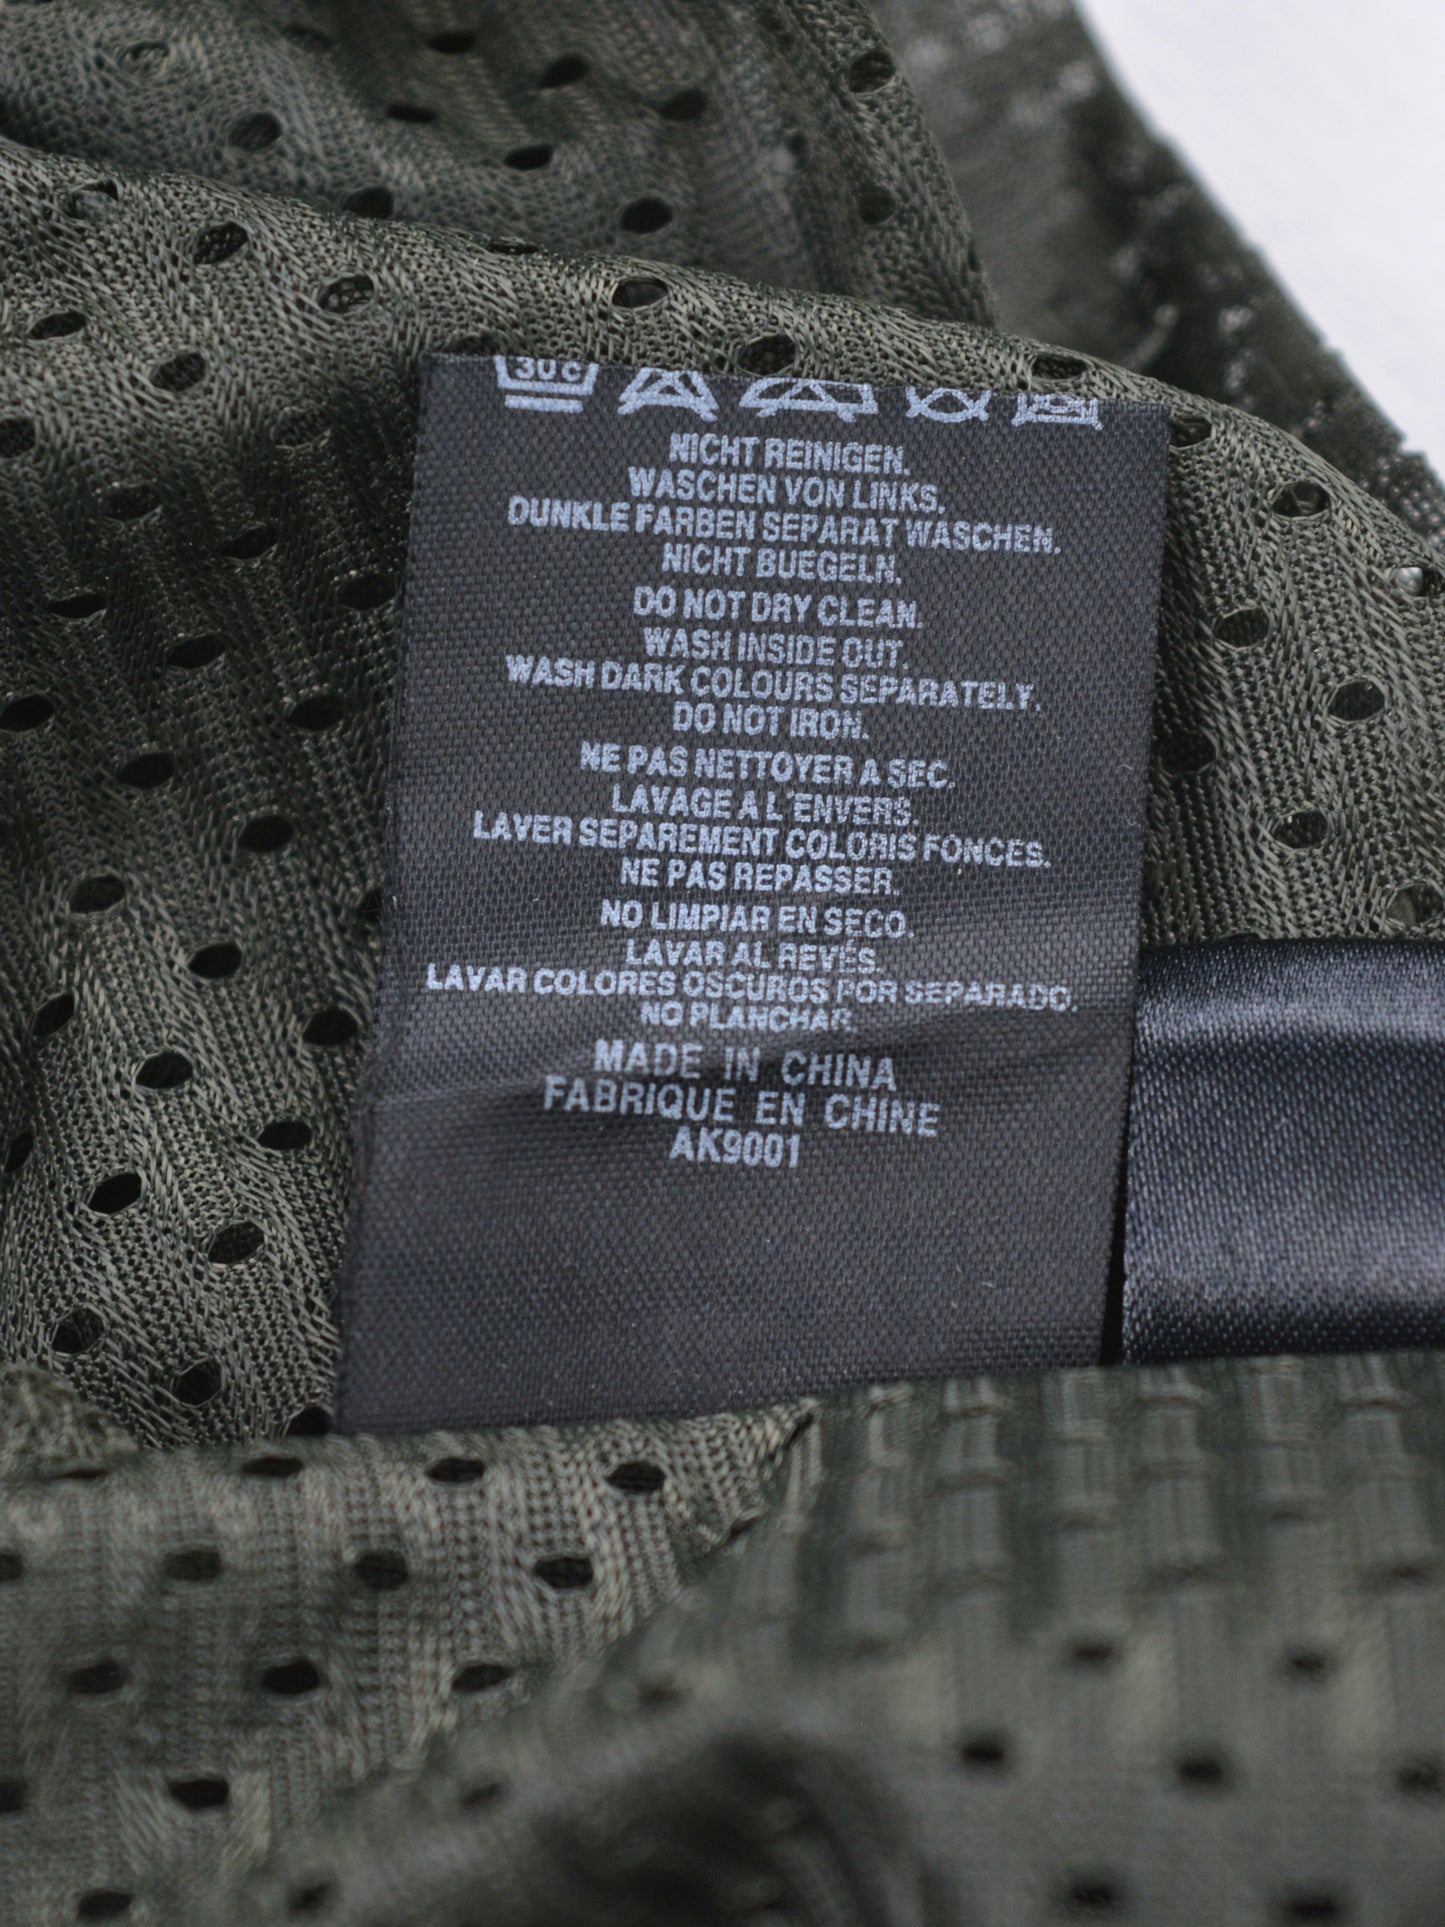 30 C
NICHT REINIGEN.
WASCHEN VON LINKS.
DUNKLE FARBEN SEPARAT WASCHEN.
NICHT BUEGELN.
DO NOT DRY CLEAN.
WASH INSIDE OUT.
WASH DARK COLOURS SEPARATELY.
DO NOT IRON.
NE PAS NETTOYER A SEC.
LAVAGE A L'ENVERS.
LAVER SEPAREMENT COLORIS FONCES.
NE PAS REPASSER.
NO LIMPIAR EN SECO.
LAVAR AL REVÉS.
LAVAR COLORES OSCUROS POR SEPARADO.
NO PLANCHAR.
MADE IN CHINA
FABRIQUE EN CHINE
AK9001